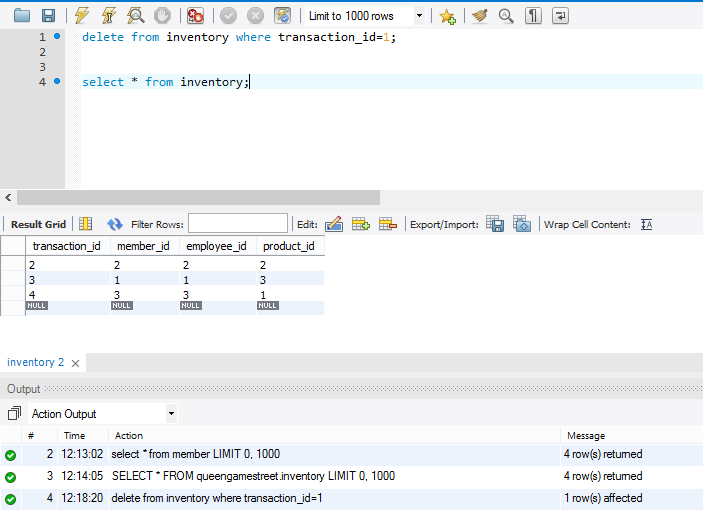 Limit to 1000 rows
1 delete from inventory where transaction_id=1;
2
3
4 select * from inventory;
Result Grid Filter Rows: Edit: Export/Import: Wrap Cell Content: IA
transaction_id member_id employee_id product_id
2 2 2 2
3 1 1 3
4 3 3 1
NULL NULL NULL NULL
inventory 2
Output
Action Output
# Time Action Message
2 12:13:02 select * from member LIMIT 0, 1000 4 row(s) returned
3 12:14:05 SELECT * FROM queengamestreet.inventory LIMIT 0, 1000 4 row(s) returned
4 12:18:20 delete from inventory where transaction_id=1 1 row(s) affected